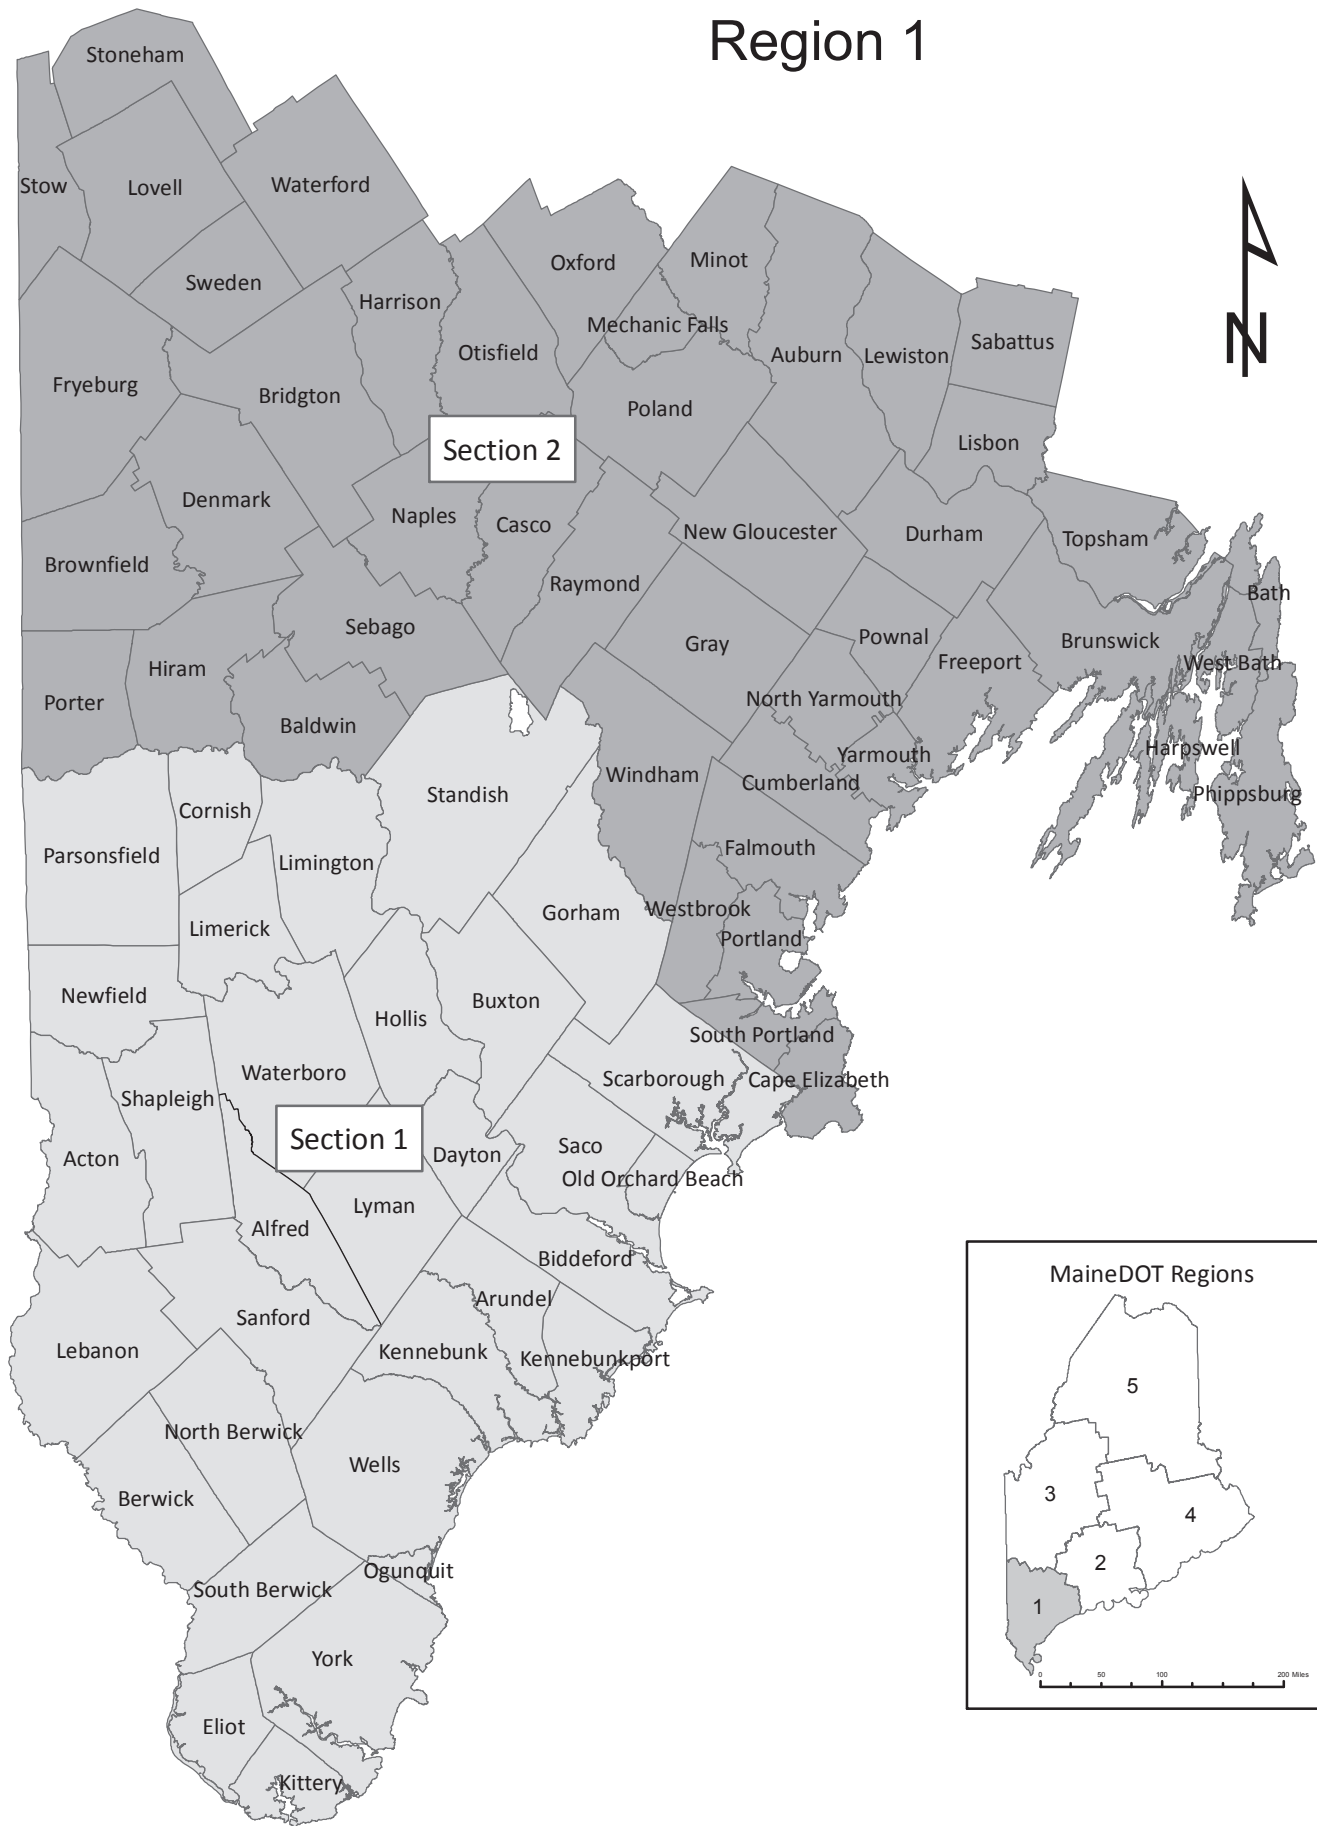 Region 1
Stoneham
Stow
Lovell
Waterford
Sweden
Oxford
Minot
Harrison
Mechanic Falls
Sabattus
Otisfield
Auburn
Lewiston
Fryeburg
Bridgton
Poland
Section 2
Lisbon
Denmark
Naples
Casco
New Gloucester
Durham
Topsham
Brownfield
Raymond
Bath
Sebago
Gray
Pownal
Brunswick
Hiram
Freeport
West Bath
Porter
North Yarmouth
Baldwin
Yarmouth
Harpswell
Windham
Cumberland
Phippsburg
Standish
Cornish
Parsonsfield
Limington
Falmouth
Gorham
Westbrook
Limerick
Portland
Newfield
Buxton
Hollis
South Portland
Waterboro
Scarborough
Cape Elizabeth
Shapleigh
Section 1
Saco
Acton
Dayton
Old Orchard Beach
Lyman
Alfred
Biddeford
Arundel
Sanford
Lebanon
Kennebunk
Kennebunkport
North Berwick
Wells
Berwick
Ogunquit
South Berwick
York
Eliot
Kittery
N
MaineDOT Regions
5
3
4
2
1
0 50 100 200 Miles